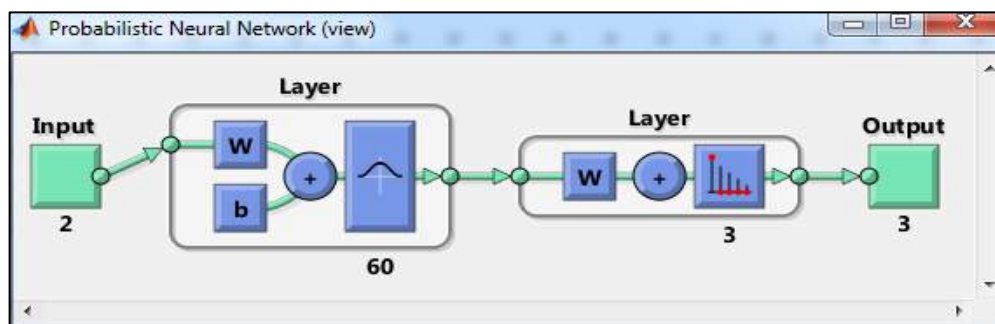 Probabilistic Neural Network (view)
Layer
Layer
Input
Output
W
b
+
W
+
2
60
3
3